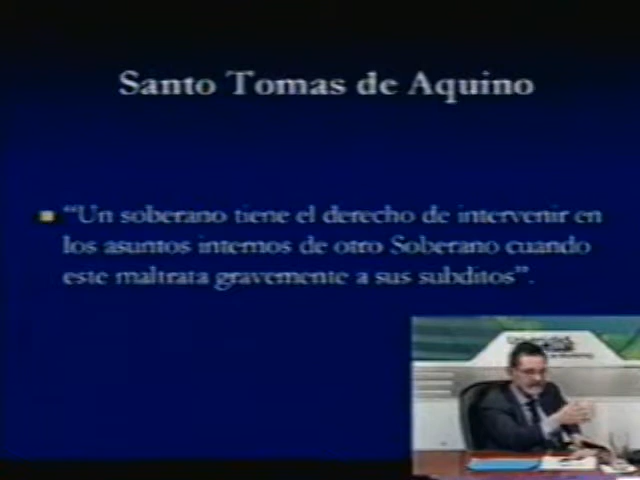 Santo Tomas de Aquino
“Un soberano tiene el derecho de intervenir en
los asuntos internos de otro Soberano cuando
este maltrata gravemente a sus subditos”.